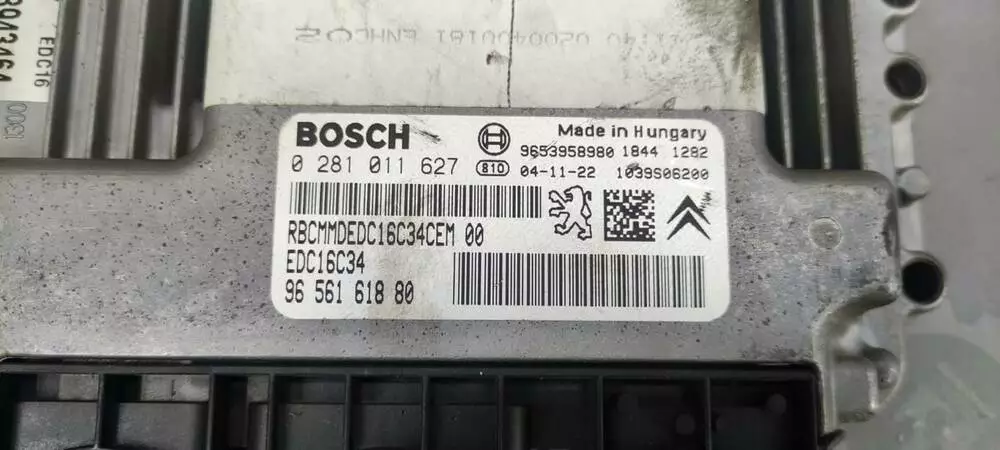 EDC16
1300
BOSCH
Made in Hungary
9653958980 1844 1282
0 281 011 627 810 04-11-22 1039S06200
RBCMMDEDC16C34CEM 00
EDC16C34
96 561 618 80